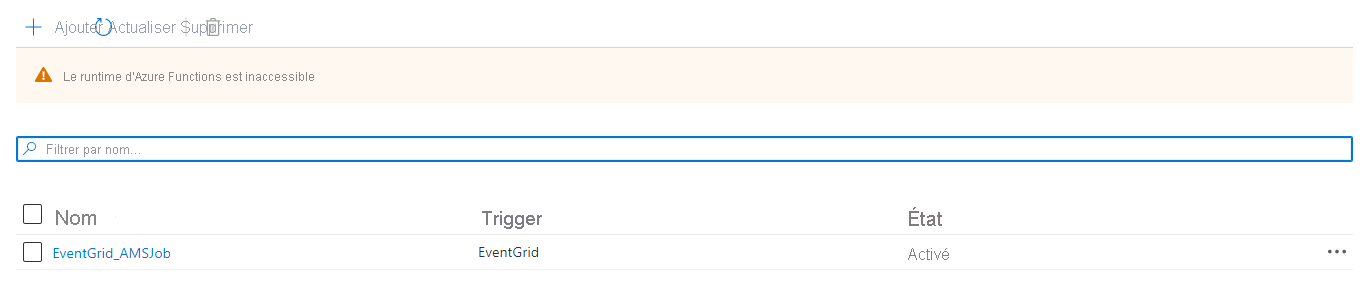 Ajouter Actualiser Supprimer
Le runtime d'Azure Functions est inaccessible
Filtrer par nom...
Nom Trigger État
EventGrid_AMSJob EventGrid Activé